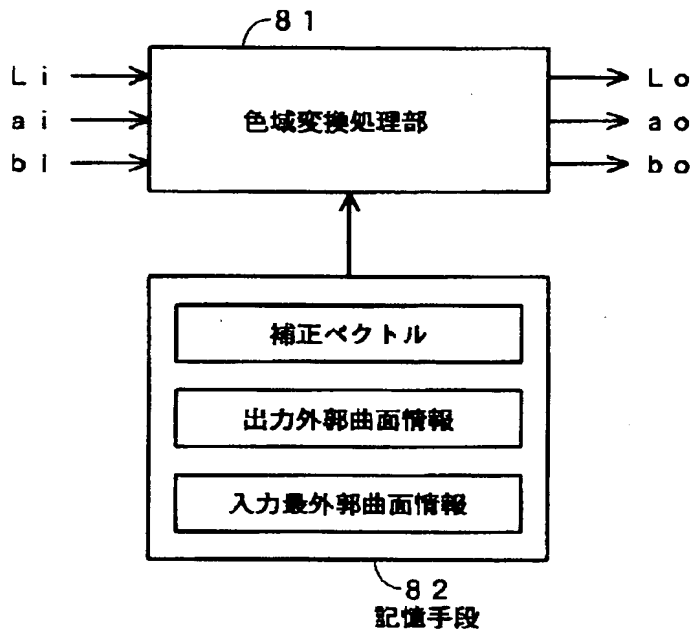 81
Li
ai
bi
色域変換処理部
Lo
ao
bo
補正ベクトル
出力外郭曲面情報
入力最外郭曲面情報
82
記憶手段